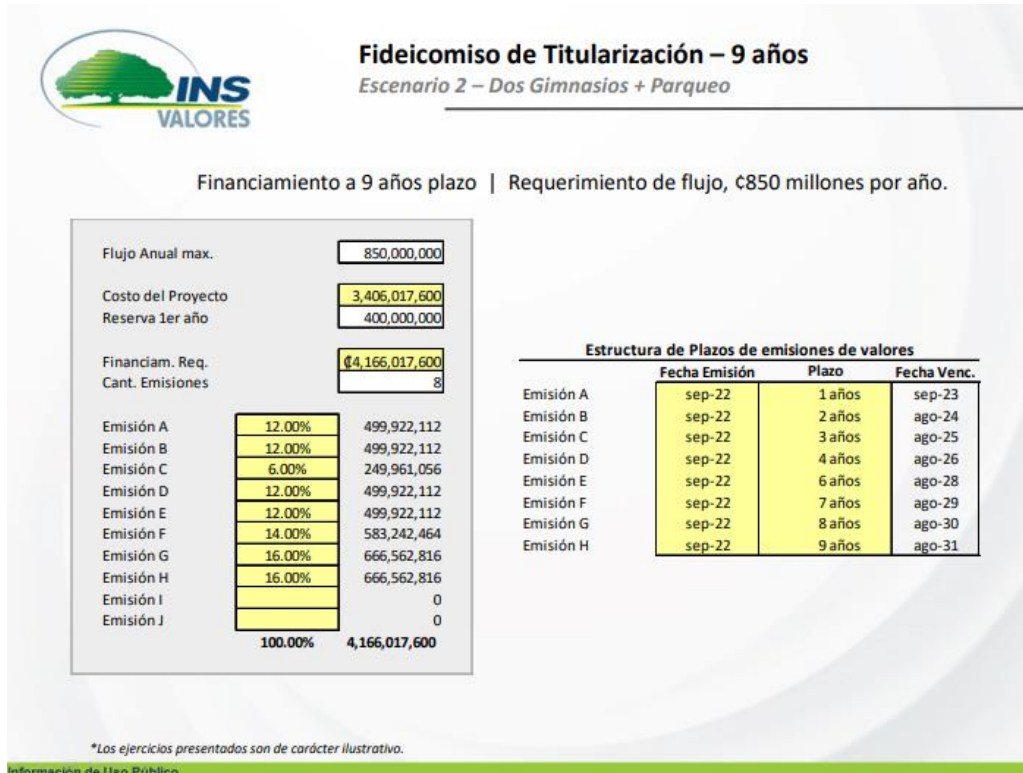 INS
VALORES
Fideicomiso de Titularización – 9 años
Escenario 2 – Dos Gimnasios + Parqueo
Financiamiento a 9 años plazo | Requerimiento de flujo, ¢850 millones por año.
Flujo Anual max. 850,000,000
Costo del Proyecto 3,406,017,600
Reserva 1er año 400,000,000
Financiam. Req. ₡4,166,017,600
Cant. Emisiones 8
Emisión A 12.00% 499,922,112
Emisión B 12.00% 499,922,112
Emisión C 6.00% 249,961,056
Emisión D 12.00% 499,922,112
Emisión E 12.00% 499,922,112
Emisión F 14.00% 583,242,464
Emisión G 16.00% 666,562,816
Emisión H 16.00% 666,562,816
Emisión I 0
Emisión J 0
100.00% 4,166,017,600
Estructura de Plazos de emisiones de valores
Fecha Emisión Plazo Fecha Venc.
Emisión A sep-22 1 años sep-23
Emisión B sep-22 2 años ago-24
Emisión C sep-22 3 años ago-25
Emisión D sep-22 4 años ago-26
Emisión E sep-22 6 años ago-28
Emisión F sep-22 7 años ago-29
Emisión G sep-22 8 años ago-30
Emisión H sep-22 9 años ago-31
*Los ejercicios presentados son de carácter ilustrativo.
Información de Uso Público